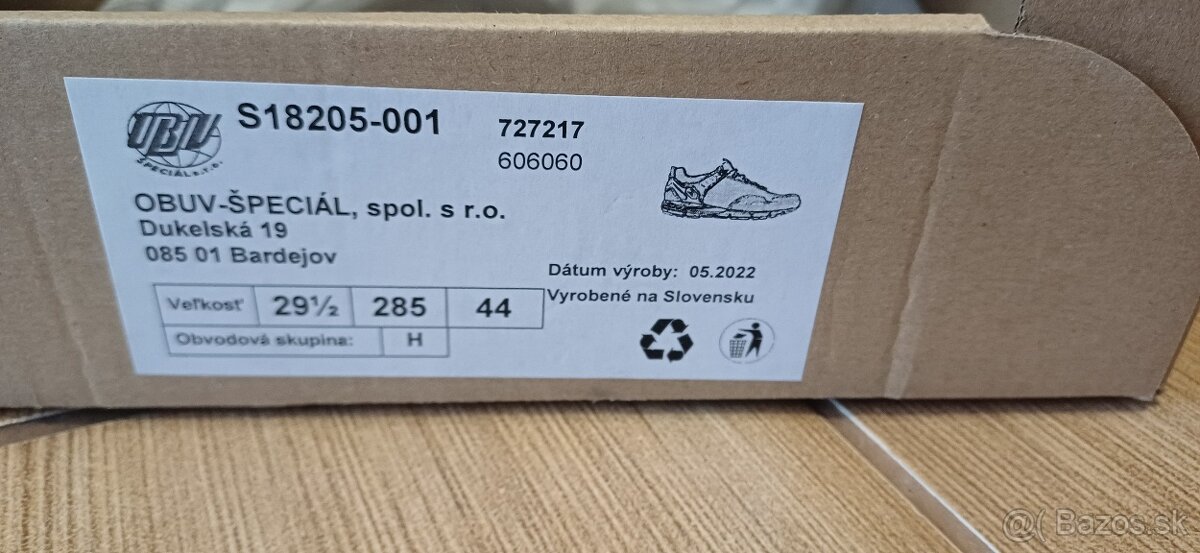 UBV
ŠPECIÁL s.r.o.
S18205-001
727217
606060
OBUV-ŠPECIÁL, spol. s r.o.
Dukelská 19
085 01 Bardejov
Dátum výroby: 05.2022
Vyrobené na Slovensku
Veľkosť 29½ 285 44
Obvodová skupina: H
@( Bazos.sk